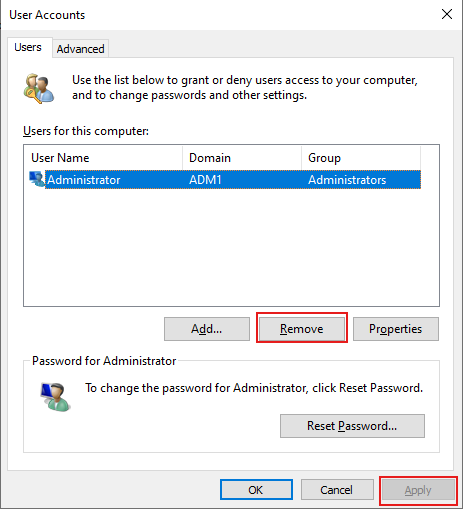 User Accounts
Users
Advanced
Use the list below to grant or deny users access to your computer,
and to change passwords and other settings.
Users for this computer:
User Name Domain Group
Administrator ADM1 Administrators
Add... Remove Properties
Password for Administrator
To change the password for Administrator, click Reset Password.
Reset Password...
OK Cancel Apply